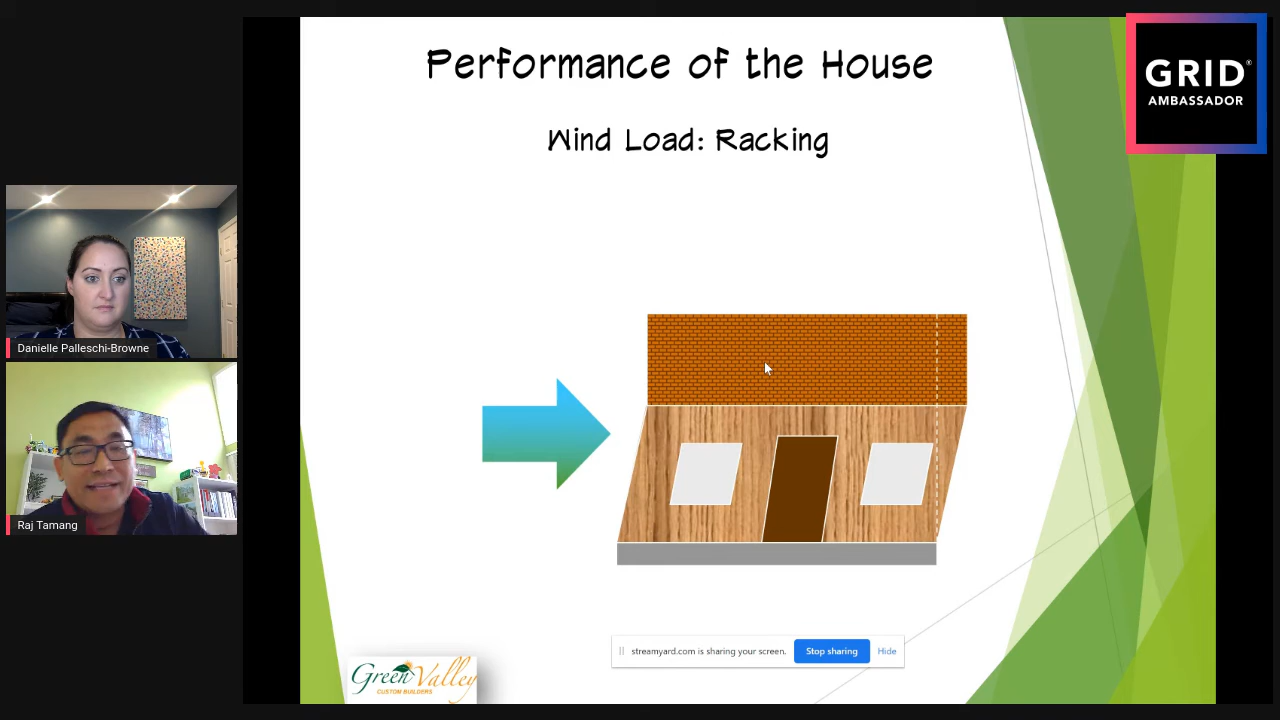 Performance of the House
GRID®
AMBASSADOR
Wind Load: Racking
Danielle Palleschi-Browne
Raj Tamang
streamyard.com is sharing your screen. Stop sharing Hide
Green Valley
CUSTOM BUILDERS